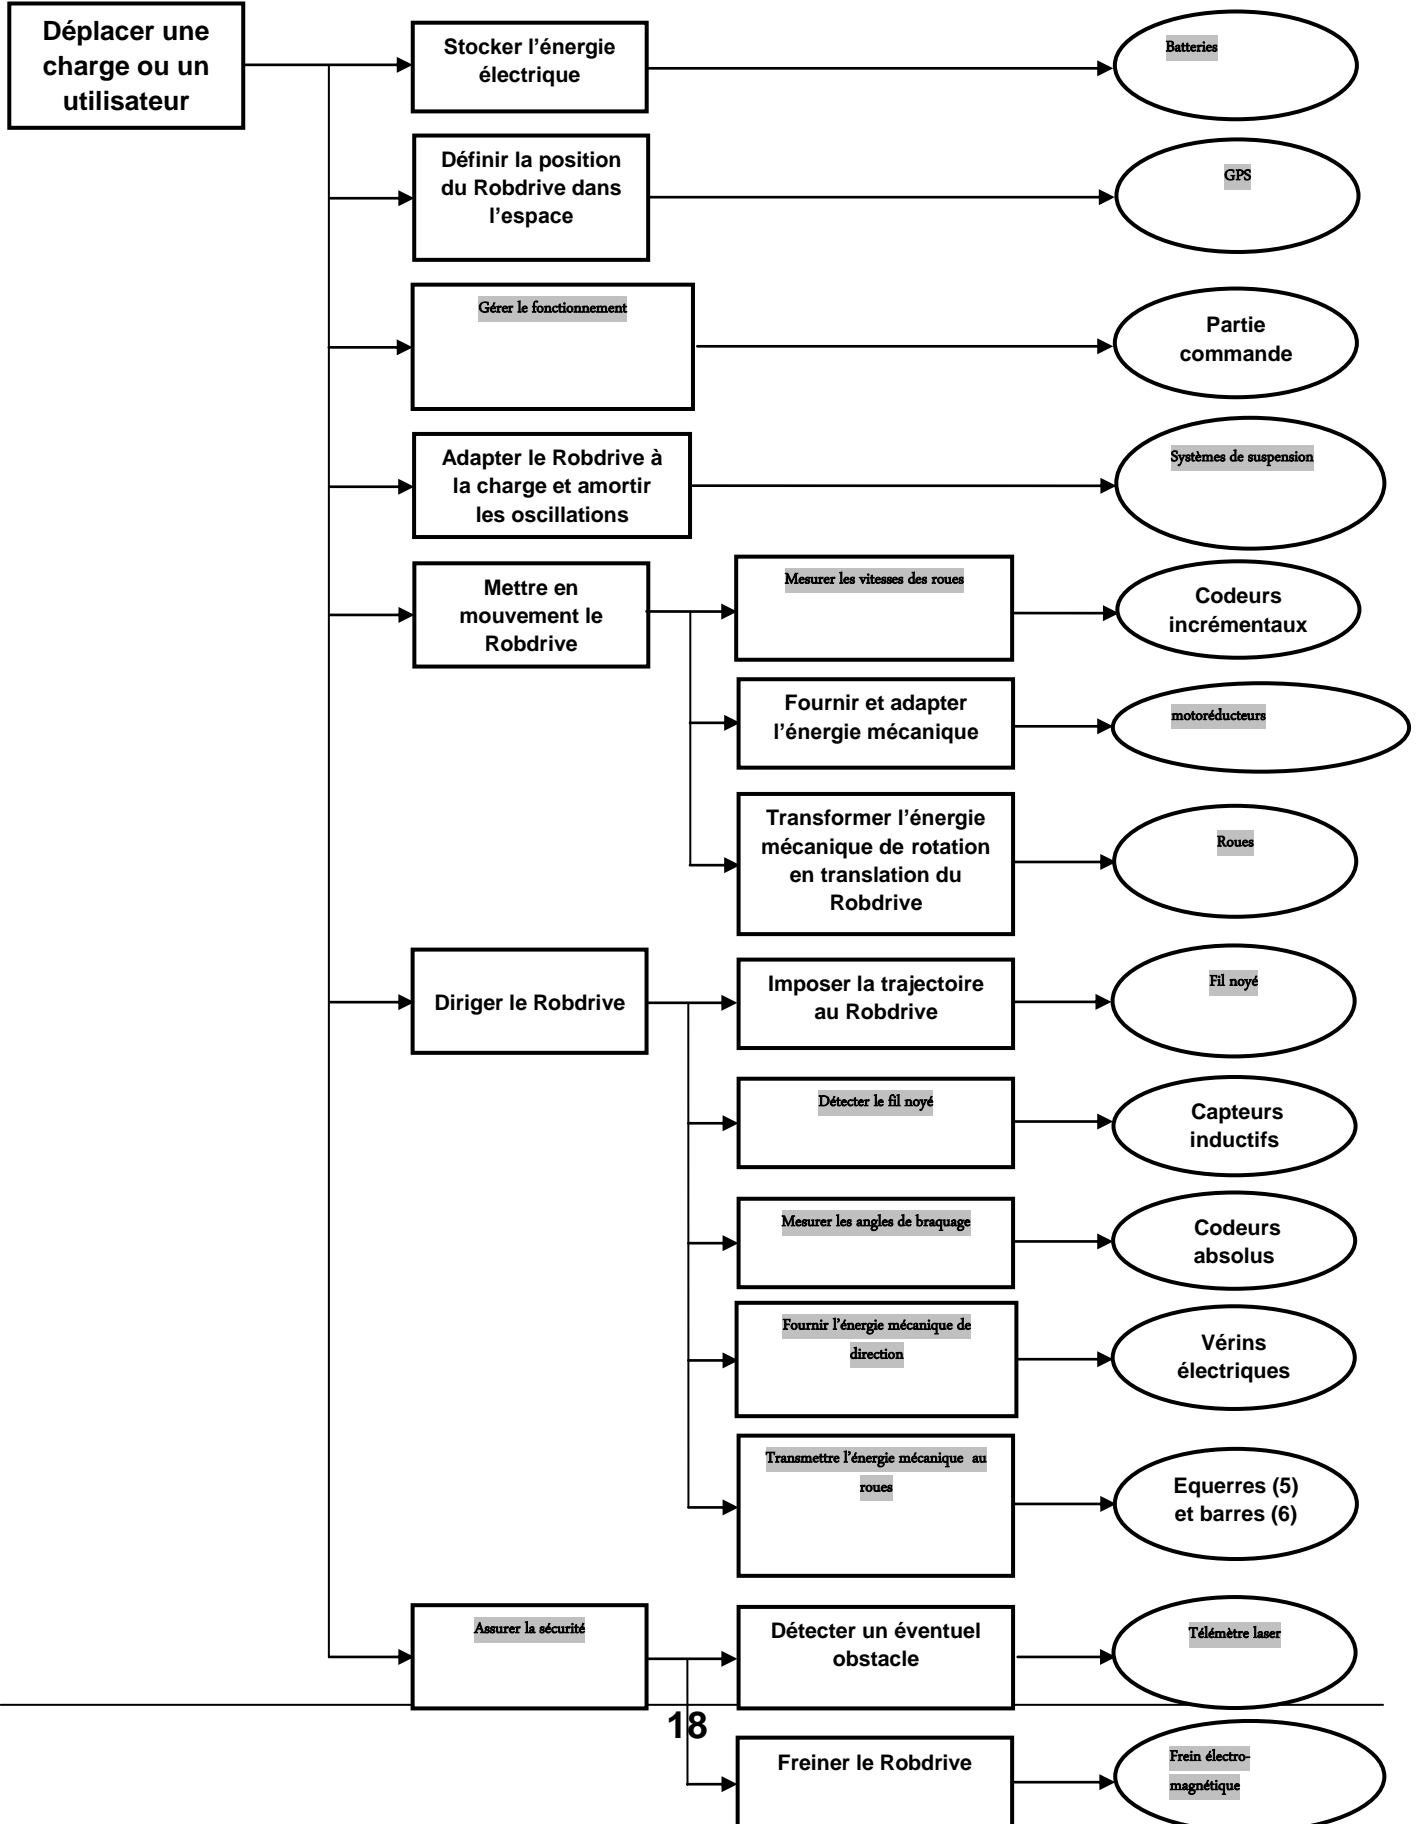 Déplacer une
charge ou un
utilisateur
Stocker l’énergie
électrique
Batteries
Définir la position
du Robdrive dans
l’espace
GPS
Gérer le fonctionnement
Partie
commande
Adapter le Robdrive à
la charge et amortir
les oscillations
Systèmes de suspension
Mettre en
mouvement le
Robdrive
Mesurer les vitesses des roues
Codeurs
incrémentaux
Fournir et adapter
l’énergie mécanique
motoréducteurs
Transformer l’énergie
mécanique de rotation
en translation du
Robdrive
Roues
Diriger le Robdrive
Imposer la trajectoire
au Robdrive
Fil noyé
Détecter le fil noyé
Capteurs
inductifs
Mesurer les angles de braquage
Codeurs
absolus
Fournir l’énergie mécanique de
direction
Vérins
électriques
Transmettre l’énergie mécanique au
roues
Equerres (5)
et barres (6)
Assurer la sécurité
Détecter un éventuel
obstacle
Télémètre laser
18
Freiner le Robdrive
Frein électro-
magnétique